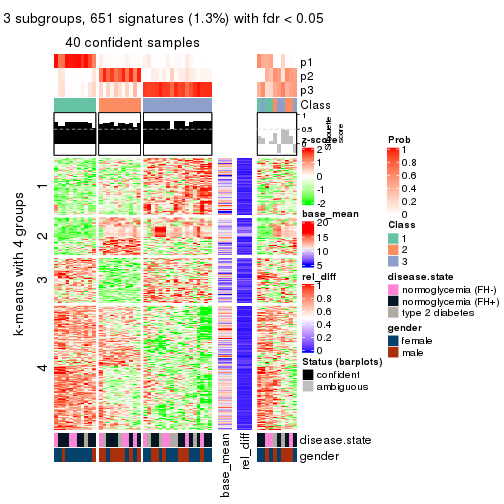 3 subgroups, 651 signatures (1.3%) with fdr < 0.05
40 confident samples
p1
p2
p3
Class
1
0.5
0
Silhouette
score
k-means with 4 groups
1
2
3
4
z-score
2
1
0
-1
-2
base_mean
20
15
10
5
rel_diff
1
0.8
0.6
0.4
0.2
0
Status (barplots)
confident
ambiguous
Prob
1
0.8
0.6
0.4
0.2
0
Class
1
2
3
disease.state
normoglycemia (FH-)
normoglycemia (FH+)
type 2 diabetes
gender
female
male
disease.state
gender
base_mean
rel_diff